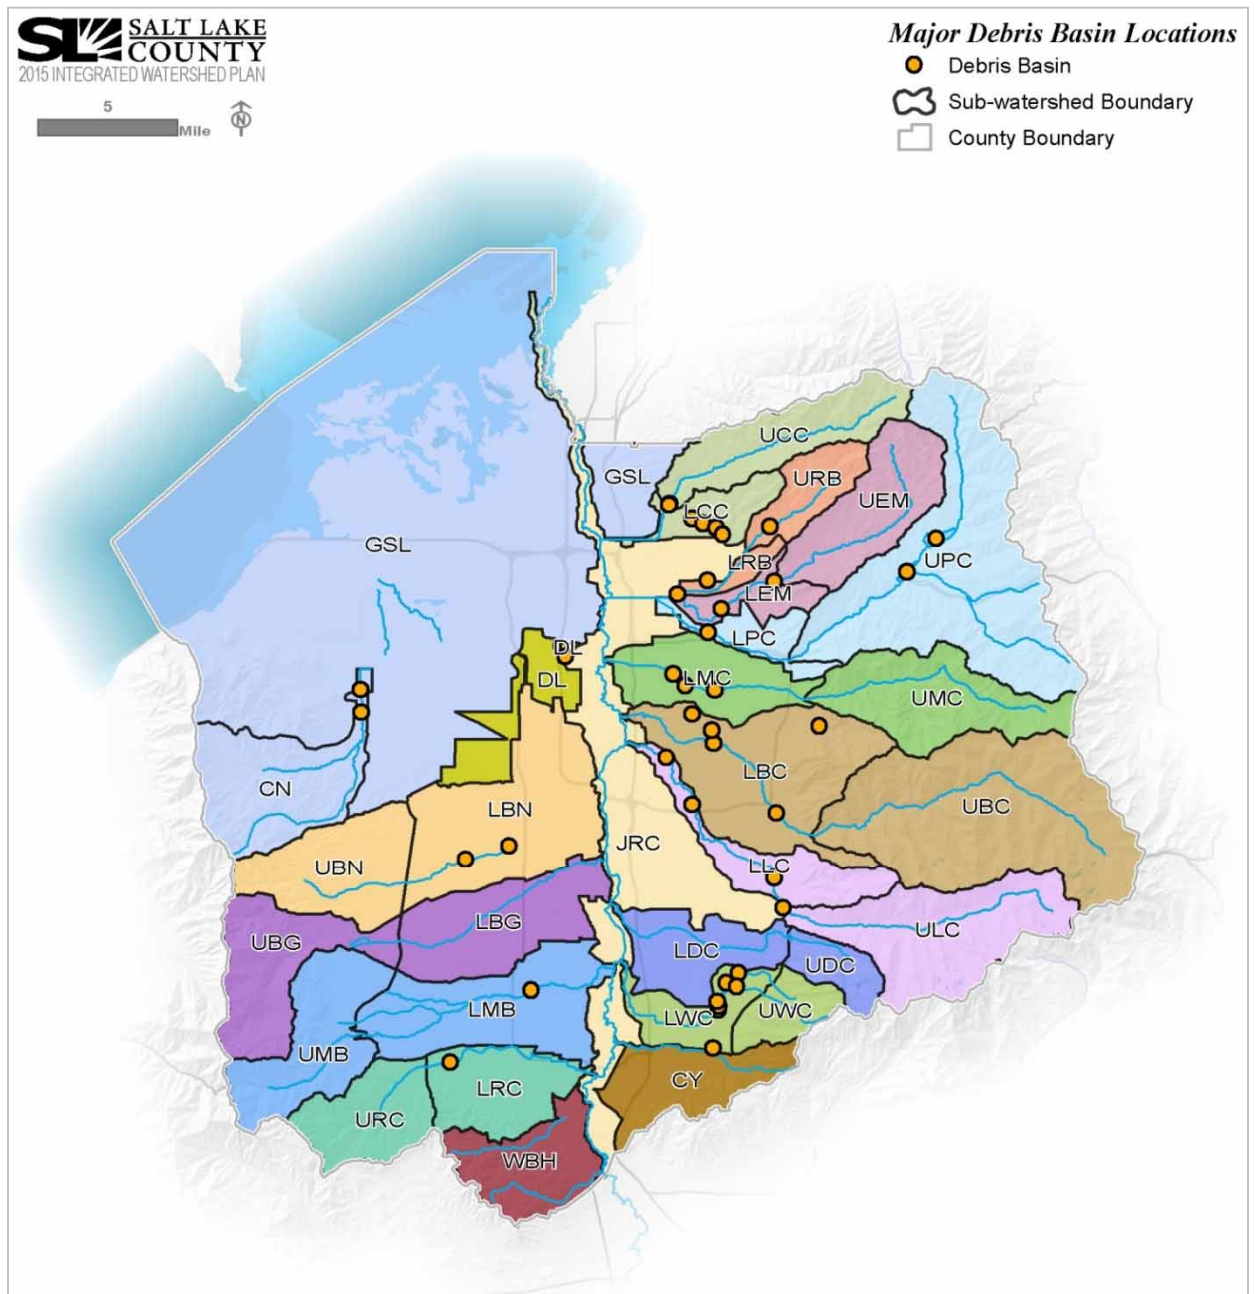 SL SALT LAKE
COUNTY
2015 INTEGRATED WATERSHED PLAN
5
Mile
N
Major Debris Basin Locations
Debris Basin
Sub-watershed Boundary
County Boundary
UCC
GSL
URB
UEM
LCC
GSL
UPC
LRB
LEM
LPC
DL
DL
LMC
UMC
CN
LBC
UBC
LBN
JRC
UBN
LLC
LBG
ULC
UBG
LDC
UDC
LMB
LWC
UWC
UMB
CY
LRC
URC
WBH